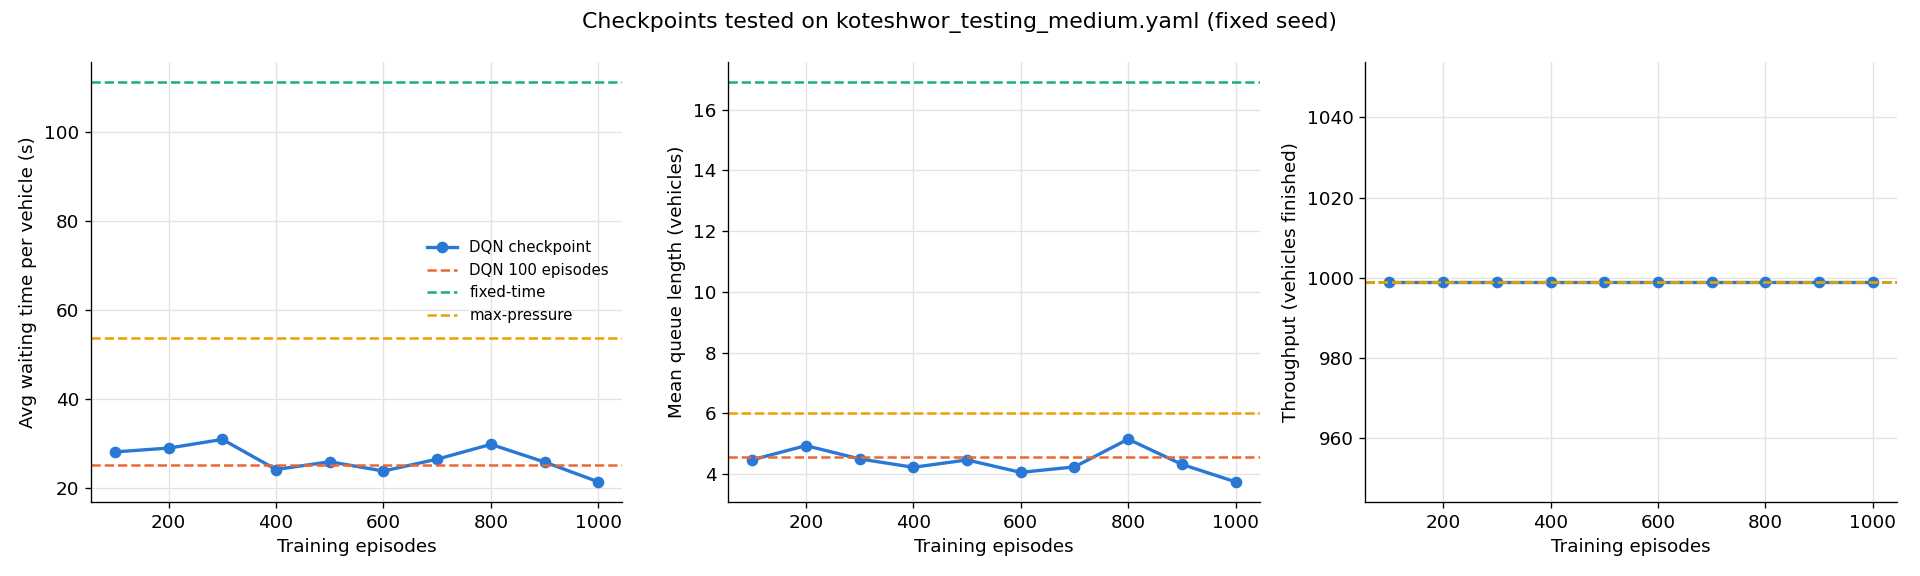 Checkpoints tested on koteshwor_testing_medium.yaml (fixed seed)
Avg waiting time per vehicle (s)
100
80
60
40
20
DQN checkpoint
DQN 100 episodes
fixed-time
max-pressure
200 400 600 800 1000
Training episodes
Mean queue length (vehicles)
16
14
12
10
8
6
4
200 400 600 800 1000
Training episodes
Throughput (vehicles finished)
1040
1020
1000
980
960
200 400 600 800 1000
Training episodes